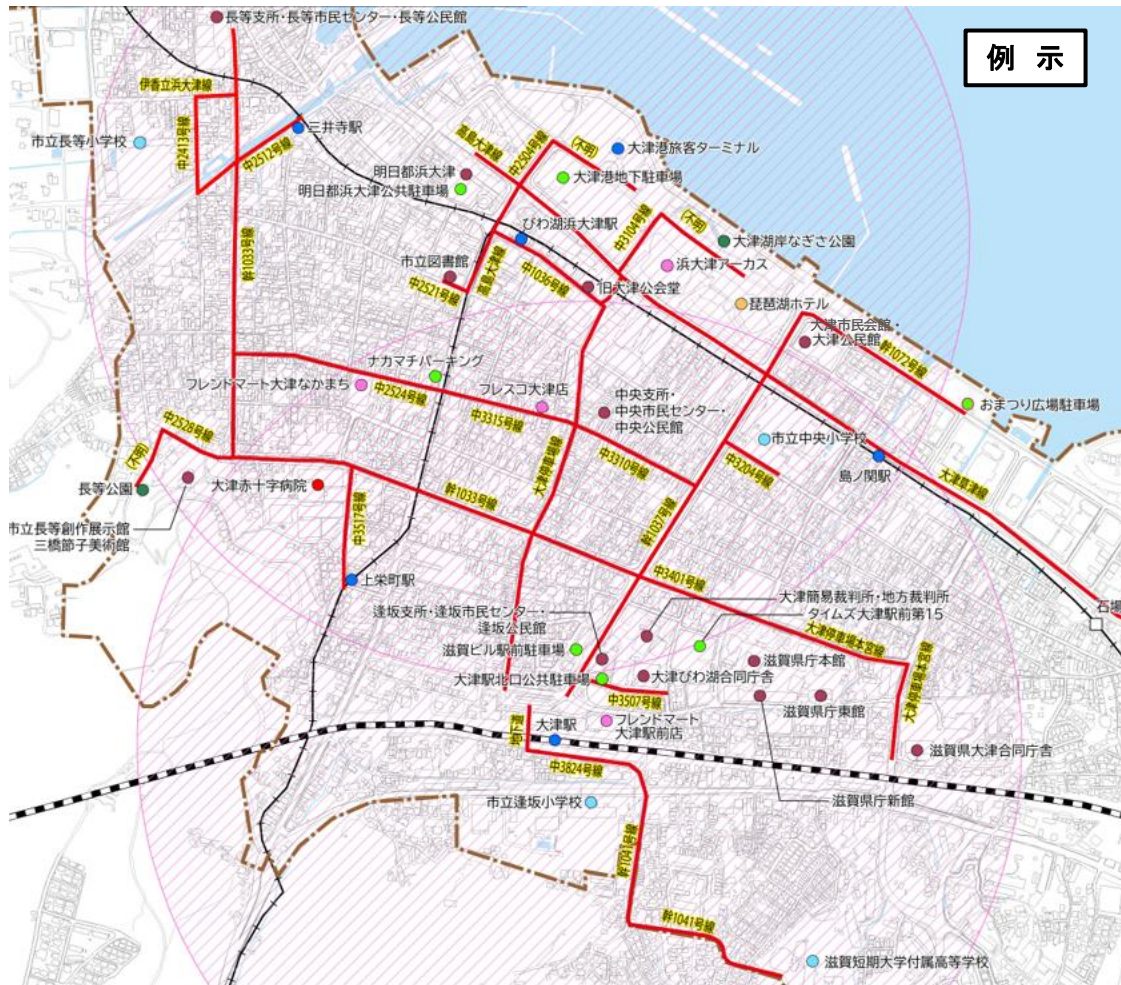 長等支所・長等市民センター・長等公民館
例 示
伊香立浜大津線
市立長等小学校
中2413号線
中2512号線
三井寺駅
高島大津線
中2504号線
(不明)
大津港旅客ターミナル
明日都浜大津
明日都浜大津公共駐車場
大津港地下駐車場
びわ湖浜大津駅
中3104号線
(不明)
大津湖岸なぎさ公園
幹1033号線
市立図書館
高島大津線
中2521号線
中1036号線
浜大津アーカス
旧大津公会堂
琵琶湖ホテル
大津市民会館・
大津公民館
幹1072号線
ナカマチパーキング
フレンドマート大津なかまち
中2524号線
フレスコ大津店
中3315号線
中央支所・
中央市民センター・
中央公民館
おまつり広場駐車場
中2528号線
(不明)
大津停車場線
中3310号線
市立中央小学校
中3204号線
島ノ関駅
長等公園
大津赤十字病院
幹1033号線
幹1037号線
大津草津線
市立長等創作展示館
三橋節子美術館
中3517号線
上栄町駅
中3401号線
大津簡易裁判所・地方裁判所
タイムズ大津駅前第15
石場
逢坂支所・逢坂市民センター・
逢坂公民館
大津停車場本宮線
滋賀ビル駅前駐車場
滋賀県庁本館
大津駅北口公共駐車場
大津びわ湖合同庁舎
大津停車場本宮線
中3507号線
滋賀県庁東館
地下道
大津駅
フレンドマート
大津駅前店
滋賀県大津合同庁舎
中3824号線
滋賀県庁新館
市立逢坂小学校
幹1041号線
幹1041号線
滋賀短期大学付属高等学校